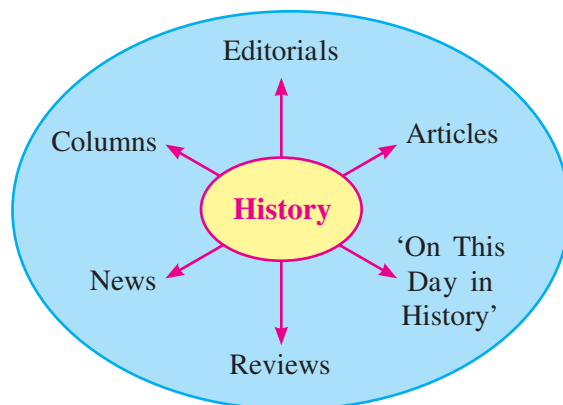 Editorials
Columns
Articles
History
News
‘On This
Day in
History’
Reviews